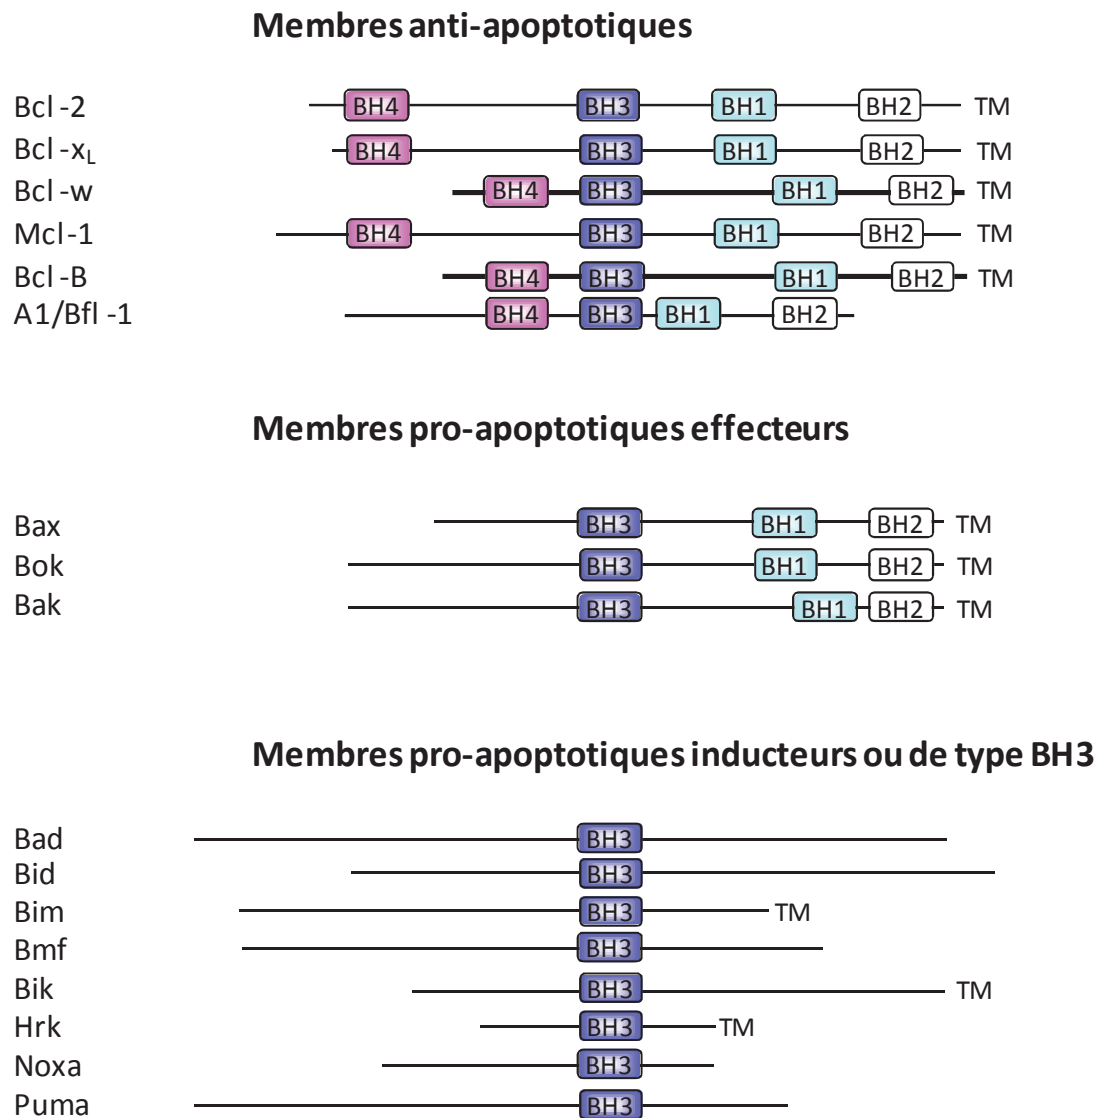 Membres anti-apoptotiques
Bcl-2 BH4 BH3 BH1 BH2 TM
Bcl-xL BH4 BH3 BH1 BH2 TM
Bcl-w BH4 BH3 BH1 BH2 TM
Mcl-1 BH4 BH3 BH1 BH2 TM
Bcl-B BH4 BH3 BH1 BH2 TM
A1/Bfl-1 BH4 BH3 BH1 BH2
Membres pro-apoptotiques effecteurs
Bax BH3 BH1 BH2 TM
Bok BH3 BH1 BH2 TM
Bak BH3 BH1 BH2 TM
Membres pro-apoptotiques inducteurs ou de type BH3
Bad BH3
Bid BH3
Bim BH3 TM
Bmf BH3
Bik BH3 TM
Hrk BH3 TM
Noxa BH3
Puma BH3